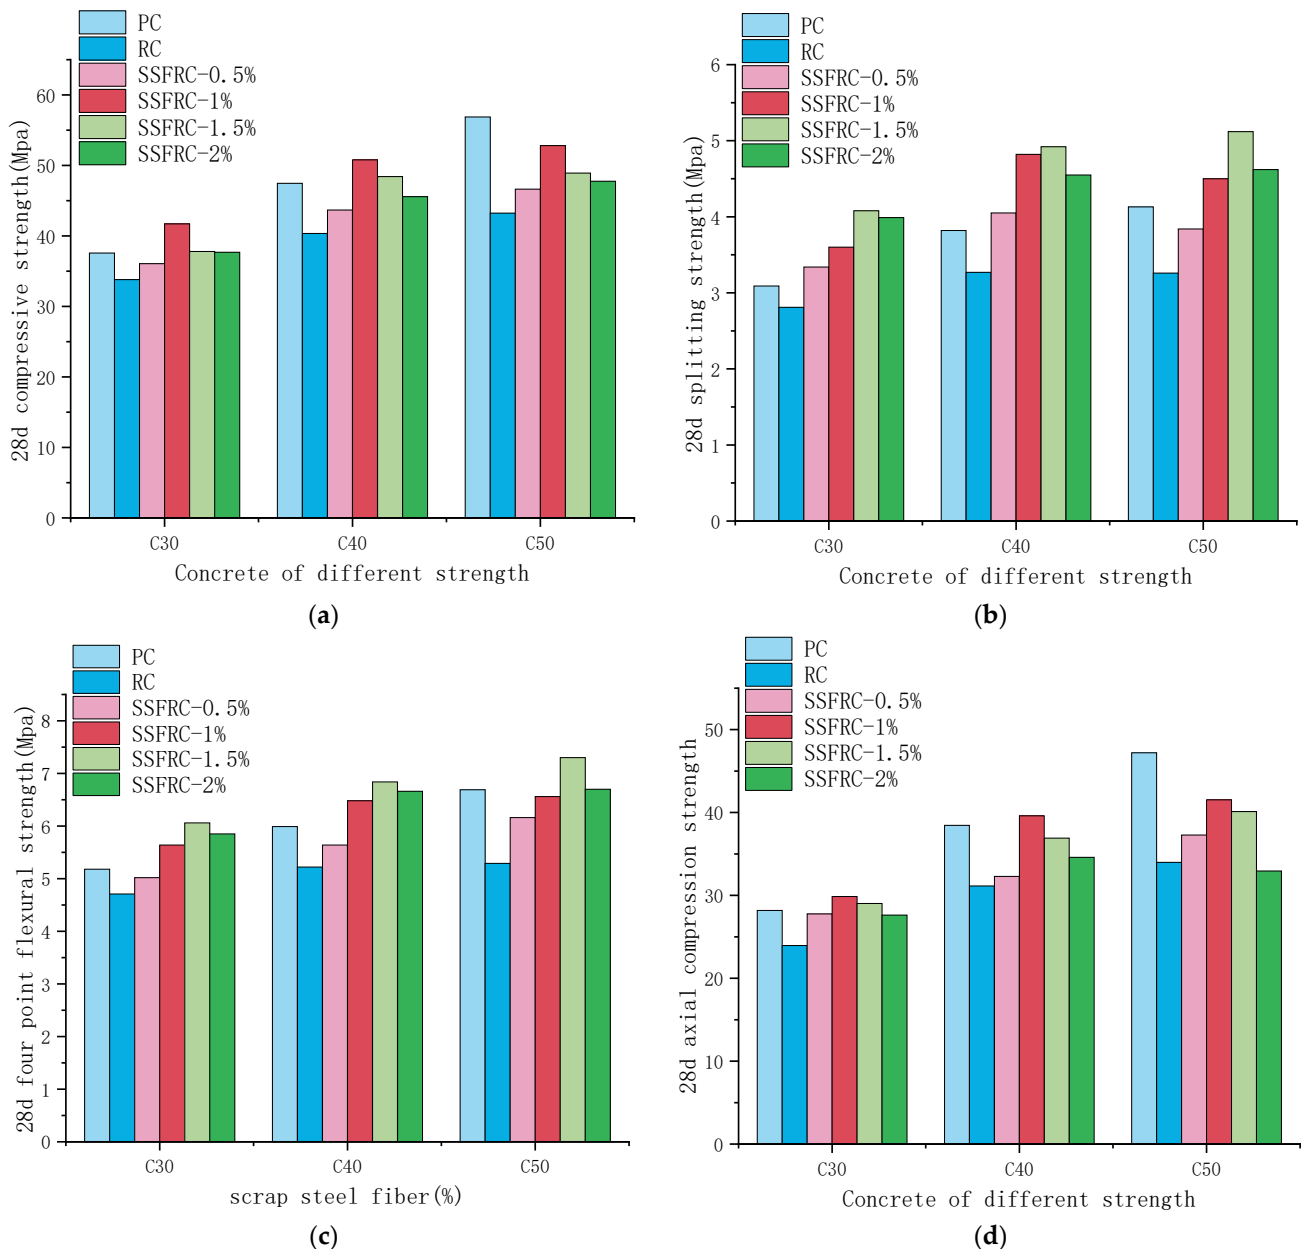 PC
RC
SSFRC-0.5%
SSFRC-1%
SSFRC-1.5%
SSFRC-2%
28d compressive strength(Mpa)
60
50
40
30
20
10
0
C30 C40 C50
Concrete of different strength
(a)
PC
RC
SSFRC-0.5%
SSFRC-1%
SSFRC-1.5%
SSFRC-2%
28d splitting strength(Mpa)
6
5
4
3
2
1
0
C30 C40 C50
Concrete of different strength
(b)
PC
RC
SSFRC-0.5%
SSFRC-1%
SSFRC-1.5%
SSFRC-2%
28d four point flexural strength(Mpa)
8
7
6
5
4
3
2
1
0
C30 C40 C50
scrap steel fiber(%)
(c)
PC
RC
SSFRC-0.5%
SSFRC-1%
SSFRC-1.5%
SSFRC-2%
28d axial compression strength
50
40
30
20
10
0
C30 C40 C50
Concrete of different strength
(d)